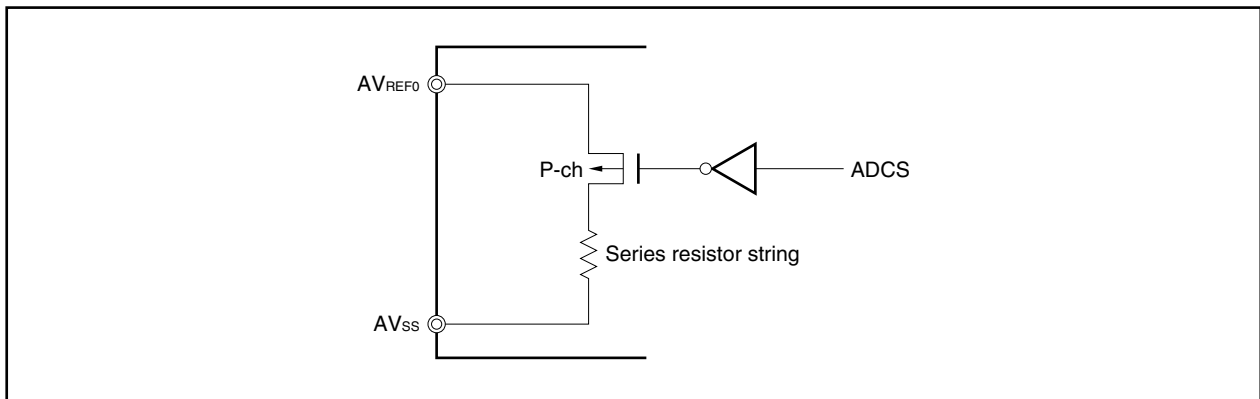 AVREF0
P-ch
ADCS
Series resistor string
AVSS